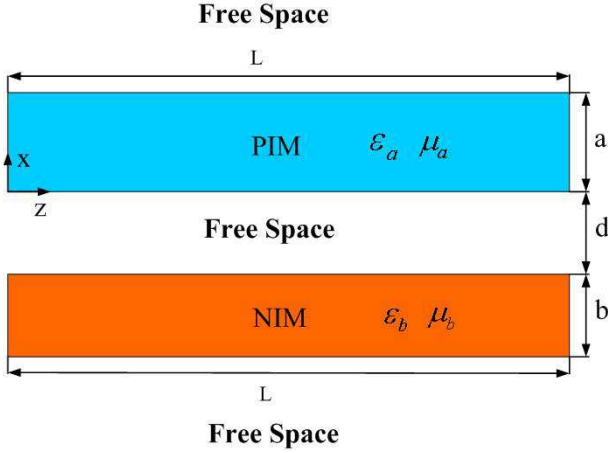 Free Space
L
PIM εa μa
a
x
z
Free Space
d
NIM εb μb
b
L
Free Space